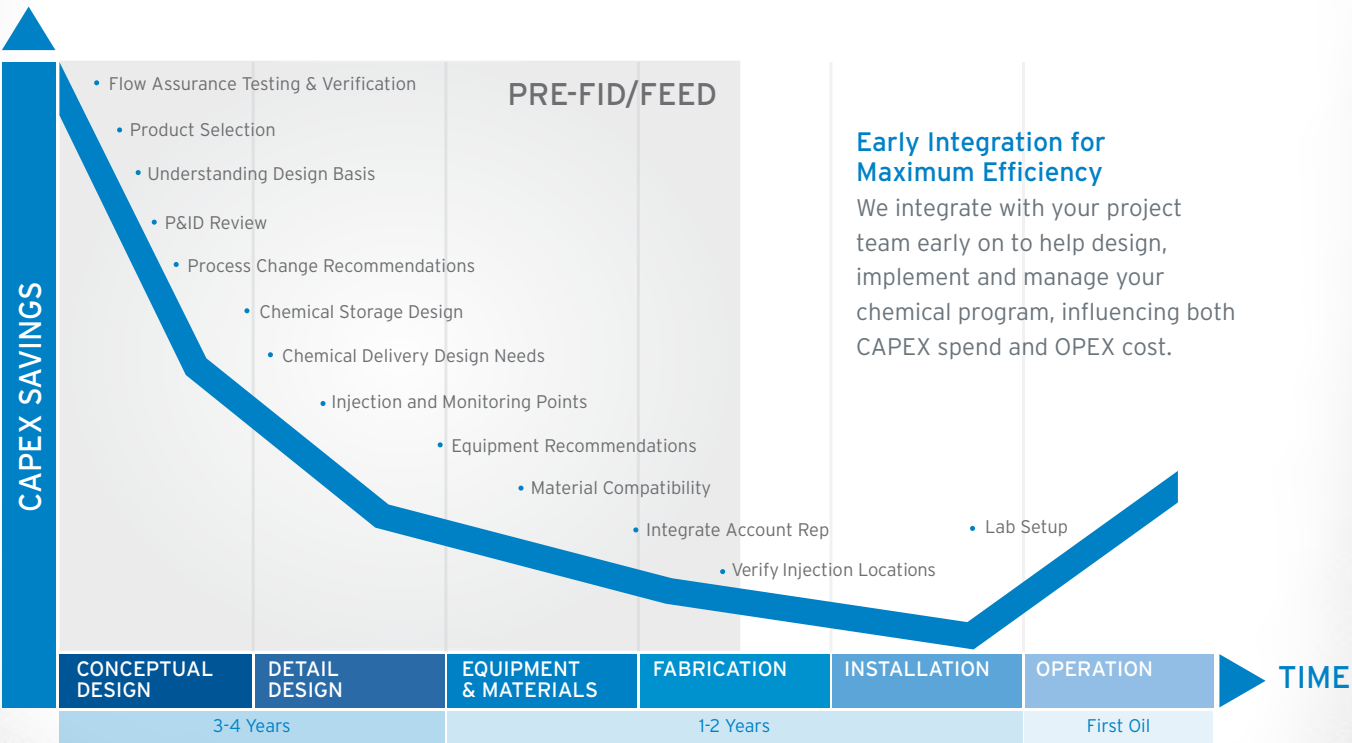 PRE-FID/FEED
Flow Assurance Testing & Verification
Product Selection
Understanding Design Basis
P&ID Review
Process Change Recommendations
Chemical Storage Design
Chemical Delivery Design Needs
Injection and Monitoring Points
Equipment Recommendations
Material Compatibility
Integrate Account Rep
Verify Injection Locations
Lab Setup
Early Integration for
Maximum Efficiency
We integrate with your project
team early on to help design,
implement and manage your
chemical program, influencing both
CAPEX spend and OPEX cost.
CAPEX SAVINGS
CONCEPTUAL
DESIGN
DETAIL
DESIGN
EQUIPMENT
& MATERIALS
FABRICATION
INSTALLATION
OPERATION
TIME
3-4 Years
1-2 Years
First Oil